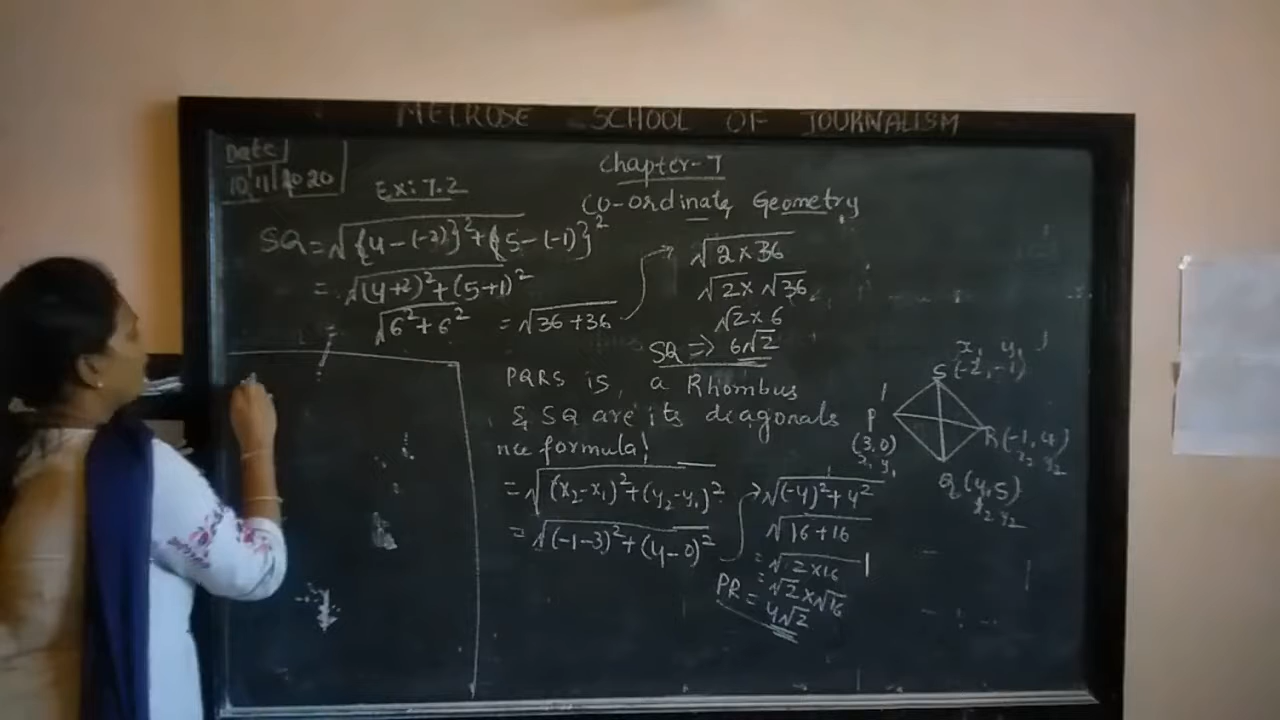 METROSE SCHOOL OF JOURNALISM
Date
10/11/2020
Chapter-7
Ex: 7.2
CO-ordinate Geometry
SQ = √{4-(-2)}²+{5-(-1)}²
= √(4+2)²+(5+1)²
√6²+6² = √36+36
√2×36
√2×√36
√2×6
SQ => 6√2
PQRS is, a Rhombus
& SQ are its diagonals
nce formula!
= √(x₂-x₁)²+(y₂-y₁)²
= √(-1-3)²+(4-0)²
√(-4)²+4²
√16+16
= √2×16
= √2×√16
PR = 4√2
x₁ y₁
S (-2,-1)
P
(3,0)
x₁ y₁
R(-1,4)
x₂ y₂
Q (4,5)
x₂ y₂